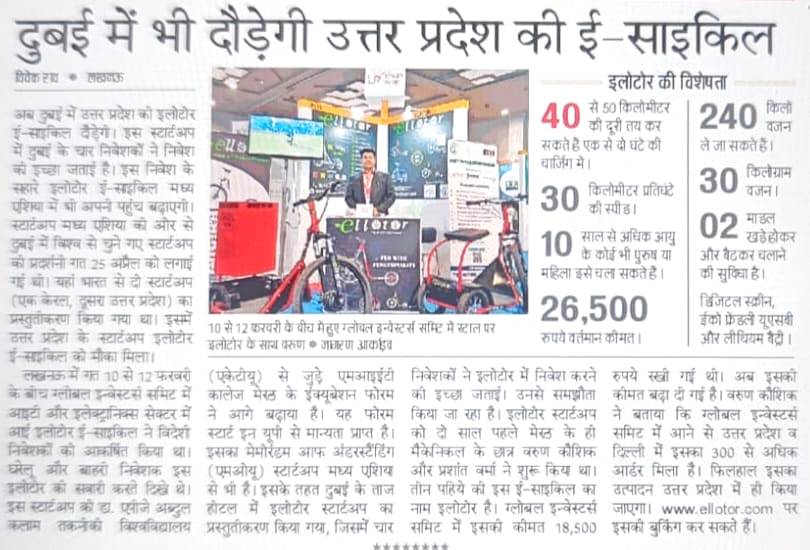 दुबई में भी दौड़ेगी उत्तर प्रदेश की ई-साइकिल
विवेक राव ● लखनऊ
अब दुबई में उत्तर प्रदेश की इलोटोर
ई-साइकिल दौड़ेगी। इस स्टार्टअप
में दुबई के चार निवेशकों ने निवेश
की इच्छा जताई है। इस निवेश के
सहारे इलोटोर ई-साइकिल मध्य
एशिया में भी अपनी पहुंच बढ़ाएगी।
स्टार्टअप मध्य एशिया की ओर से
दुबई में विश्व से चुने गए स्टार्टअप
की प्रदर्शनी गत 25 अप्रैल को लगाई
गई थी। यहां भारत से दो स्टार्टअप
(एक केरल, दूसरा उत्तर प्रदेश) का
प्रस्तुतीकरण किया गया था। इसमें
उत्तर प्रदेश के स्टार्टअप इलोटोर
ई-साइकिल को मौका मिला।
लखनऊ में गत 10 से 12 फरवरी
के बीच ग्लोबल इन्वेस्टर्स समिट में
आइटी और इलेक्ट्रानिक्स सेक्टर में
आई इलोटोर ई-साइकिल ने विदेशी
निवेशकों को आकर्षित किया था।
घरेलू और बाहरी निवेशक इस
इलोटोर की सवारी करते दिखे थे।
इस स्टार्टअप को डा. एपीजे अब्दुल
कलाम तकनीकी विश्वविद्यालय
ellotor
ellotor
10 से 12 फरवरी के बीच में हुए ग्लोबल इन्वेस्टर्स समिट में स्टाल पर
इलोटोर के साथ वरुण ● जागरण आर्काइव
(एकेटीयू) से जुड़े एमआइईटी
कालेज मेरठ के इंक्यूबेशन फोरम
ने आगे बढ़ाया है। यह फोरम
स्टार्ट इन यूपी से मान्यता प्राप्त है।
इसका मेमोरेंडम आफ अंडरस्टैंडिंग
(एमओयू) स्टार्टअप मध्य एशिया
से भी है। इसके तहत दुबई के ताज
होटल में इलोटोर स्टार्टअप का
प्रस्तुतीकरण किया गया, जिसमें चार
निवेशकों ने इलोटोर में निवेश करने
की इच्छा जताई। उनसे समझौता
किया जा रहा है। इलोटोर स्टार्टअप
को दो साल पहले मेरठ के ही
मैकेनिकल के छात्र वरुण कौशिक
और प्रशांत वर्मा ने शुरू किया था।
तीन पहिये की इस ई-साइकिल का
नाम इलोटोर है। ग्लोबल इन्वेस्टर्स
समिट में इसकी कीमत 18,500
रुपये रखी गई थी। अब इसकी
कीमत बढ़ा दी गई है। वरुण कौशिक
ने बताया कि ग्लोबल इन्वेस्टर्स
समिट में आने से उत्तर प्रदेश व
दिल्ली में इसका 300 से अधिक
आर्डर मिला है। फिलहाल इसका
उत्पादन उत्तर प्रदेश में ही किया
जाएगा। www.ellotor.com पर
इसकी बुकिंग कर सकते हैं।
इलोटोर की विशेषता
40 से 50 किलोमीटर
की दूरी तय कर
सकते हैं एक से दो घंटे की
चार्जिंग में।
30 किलोमीटर प्रतिघंटे
की स्पीड।
10 साल से अधिक आयु
के कोई भी पुरुष या
महिला इसे चला सकते हैं।
26,500
रुपये वर्तमान कीमत।
240 किलो
वजन
ले जा सकते हैं।
30 किलोग्राम
वजन।
02 माडल
खड़े होकर
और बैठकर चलाने
की सुविधा है।
डिजिटल स्क्रीन,
ईको फ्रेंडली यूएसबी
और लीथियम बैट्री।